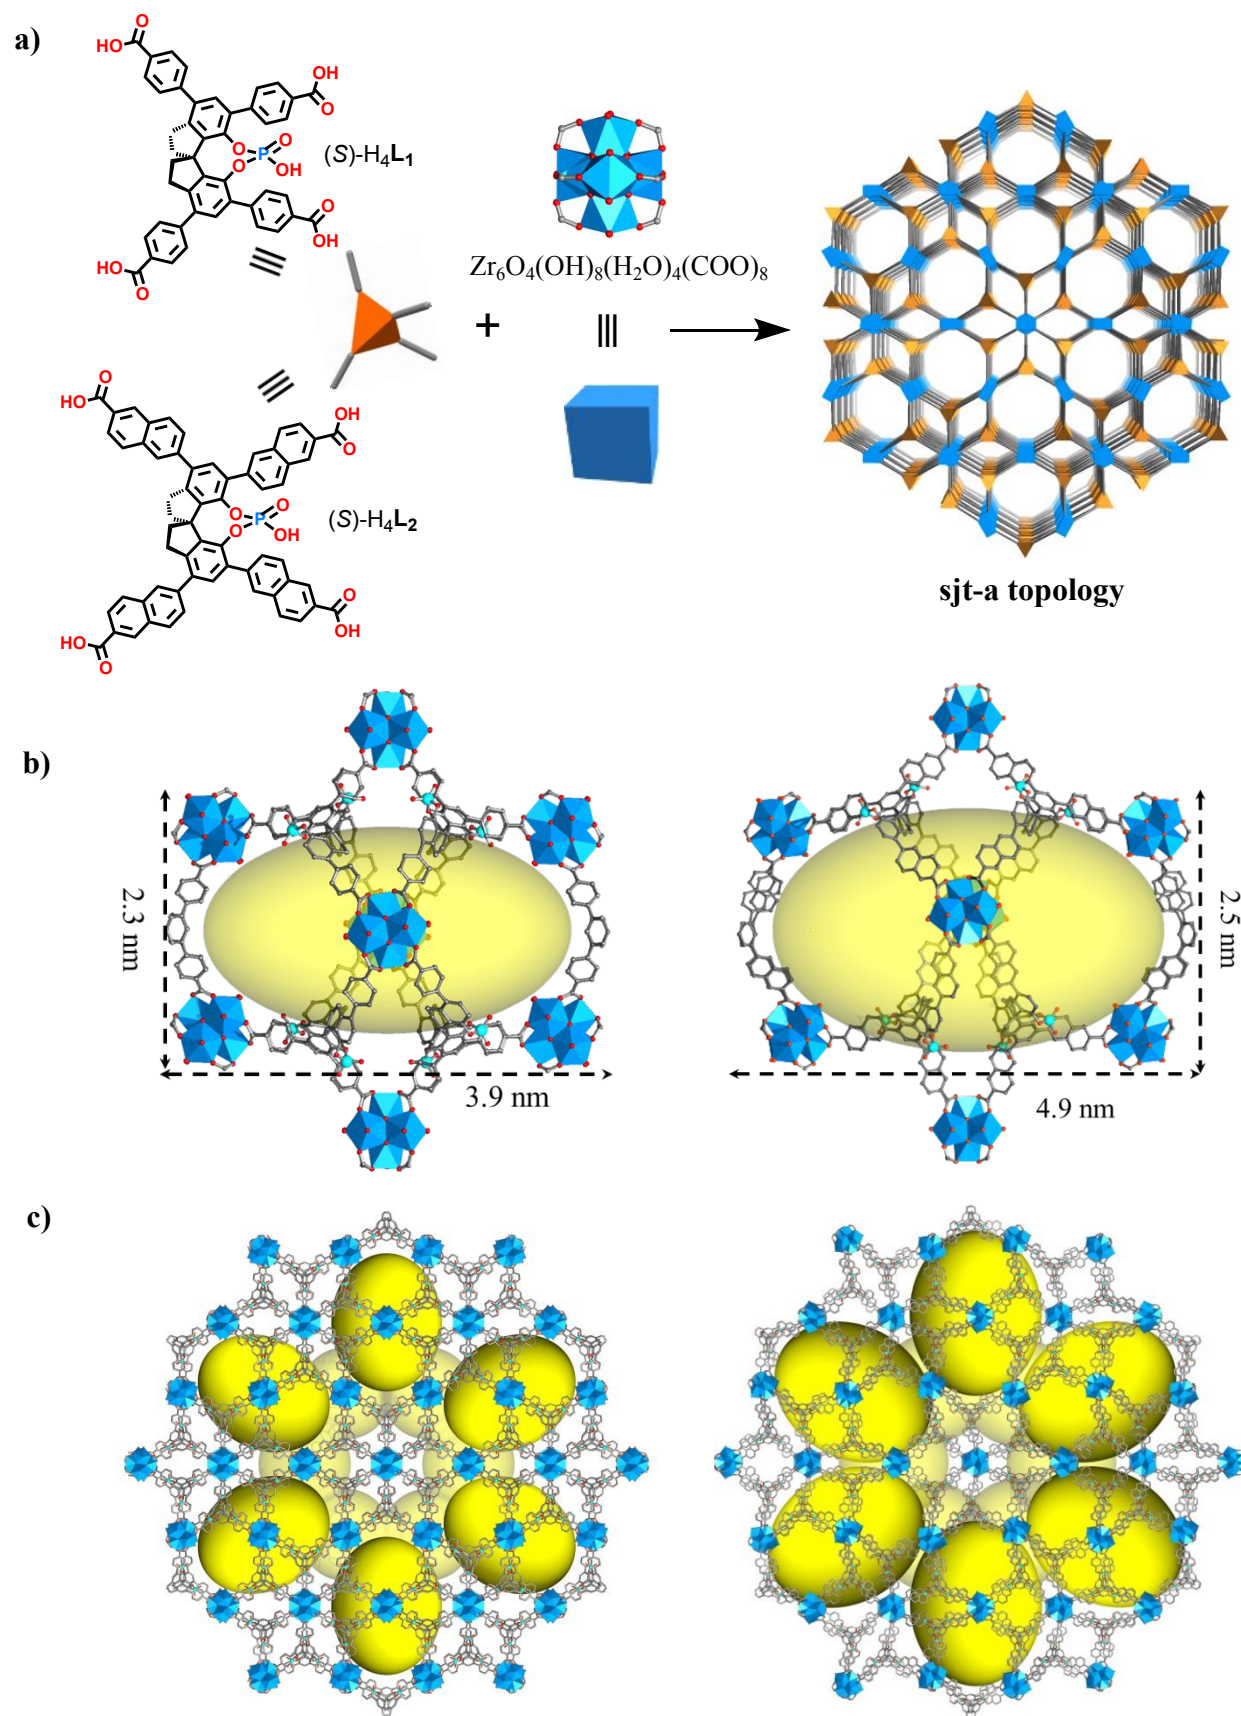 a)
O
HO
OH
O
O
P
O
O
OH
(S)-H4L1
OH
O
HO
O
Zr6O4(OH)8(H2O)4(COO)8
+
O
HO
OH
O
O
P
O
O
OH
(S)-H4L2
HO
O
O
OH
sjt-a topology
b)
2.3 nm
3.9 nm
2.5 nm
4.9 nm
c)